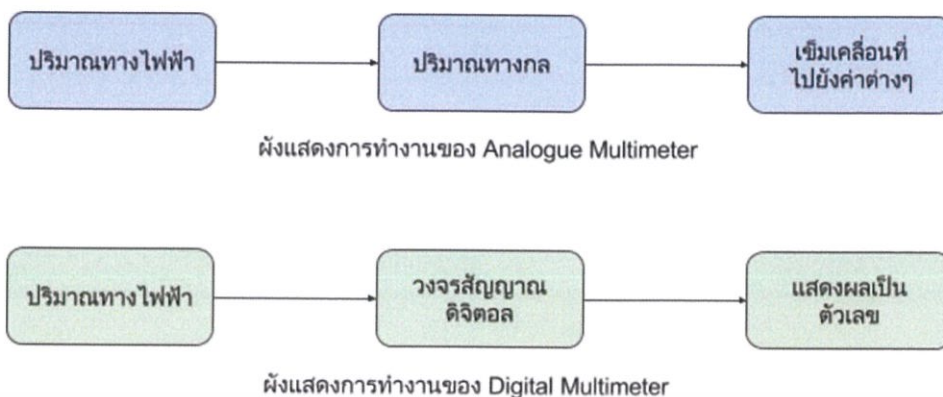 ปริมาณทางไฟฟ้า
ปริมาณทางกล
เข็มเคลื่อนที่
ไปยังค่าต่างๆ
ผังแสดงการทำงานของ Analogue Multimeter
ปริมาณทางไฟฟ้า
วงจรสัญญาณ
ดิจิตอล
แสดงผลเป็น
ตัวเลข
ผังแสดงการทำงานของ Digital Multimeter